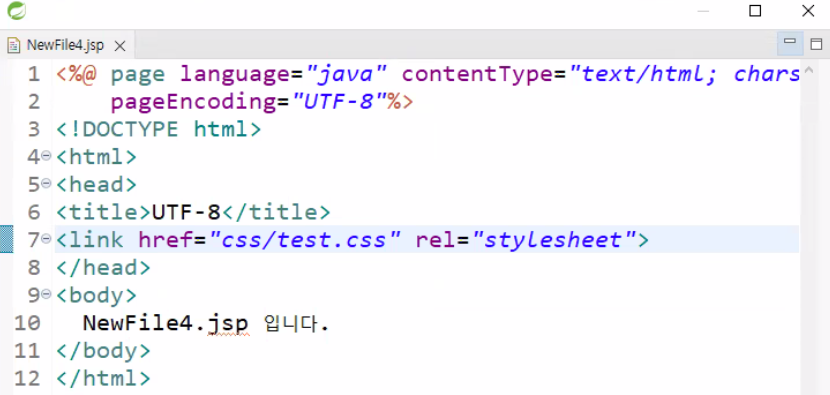 NewFile4.jsp
1 <%@ page language="java" contentType="text/html; chars
2 pageEncoding="UTF-8"%>
3 <!DOCTYPE html>
4 <html>
5 <head>
6 <title>UTF-8</title>
7 <link href="css/test.css" rel="stylesheet">
8 </head>
9 <body>
10 NewFile4.jsp 입니다.
11 </body>
12 </html>